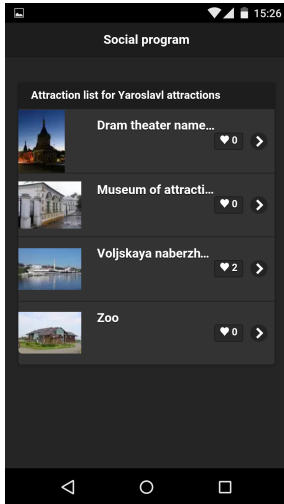 15:26
Social program
Attraction list for Yaroslavl attractions
Dram theater name...
0
Museum of attracti...
0
Voljskaya naberzh...
2
Zoo
0